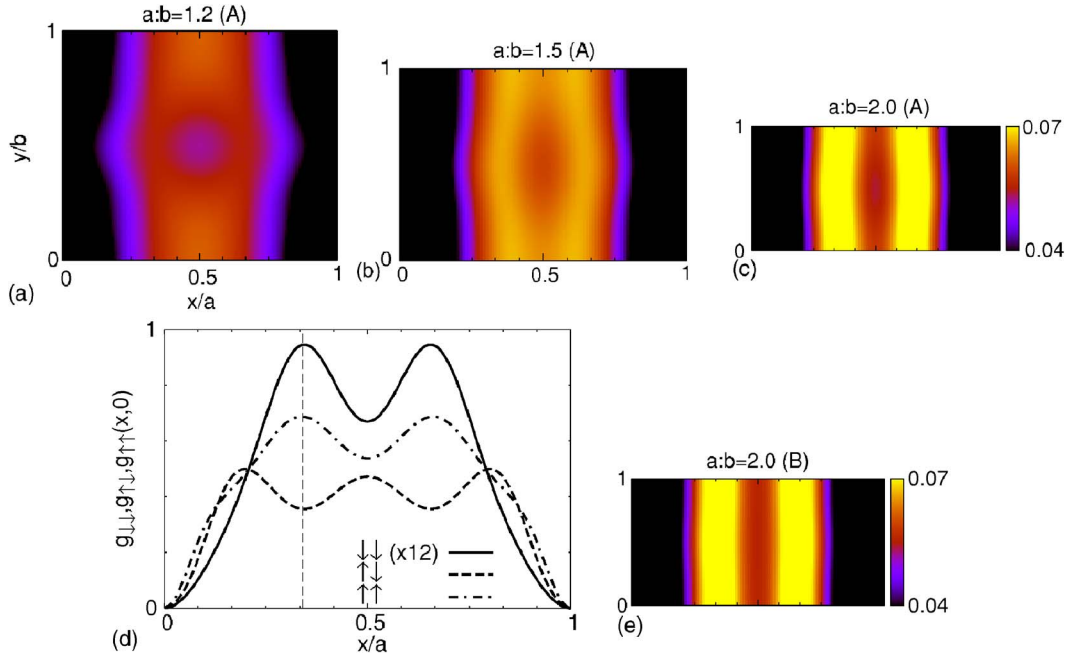 a:b=1.2 (A)
1
y/b
0
0
0.5
1
x/a
(a)
a:b=1.5 (A)
1
0
0
0.5
1
(b)
a:b=2.0 (A)
1
0
0.07
0.04
(c)
1
g↓↓,g↑↓,g↑↑(x,0)
0
↓↓ (x12)
↑↓
↑↑
0
0.5
1
x/a
(d)
a:b=2.0 (B)
1
0
0.07
0.04
(e)